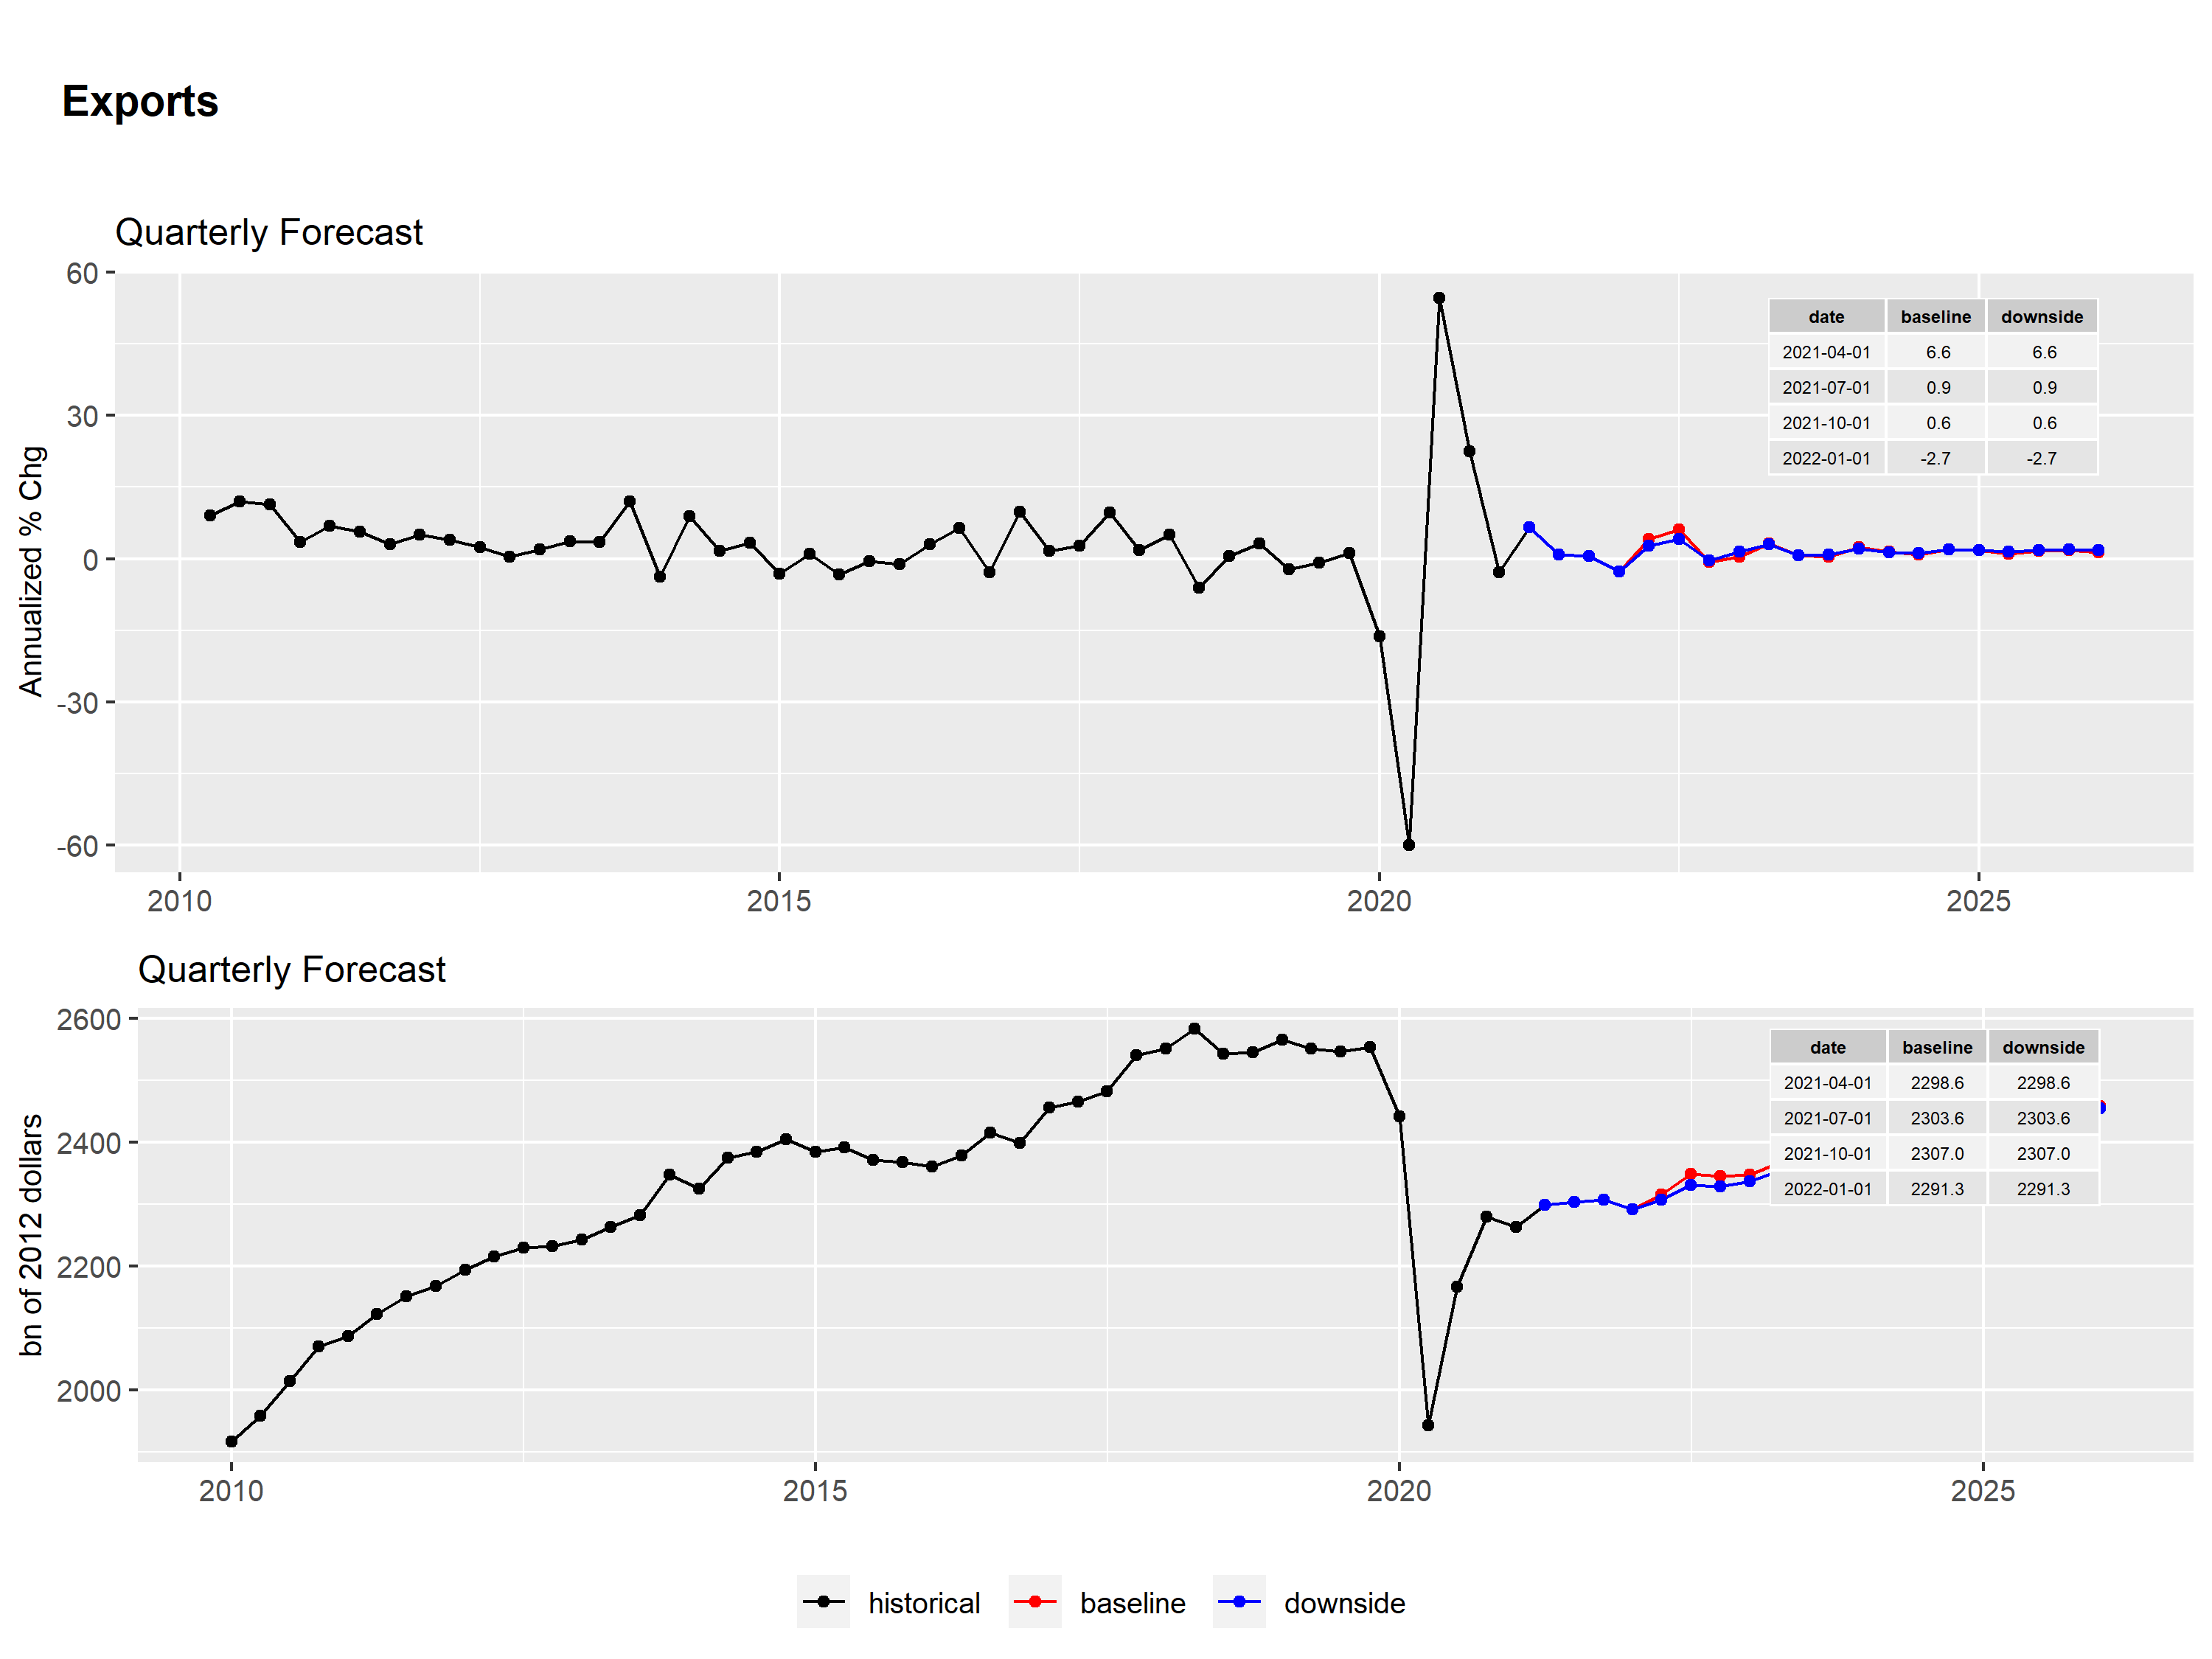 Exports
Quarterly Forecast
60
30
0
-30
-60
Annualized % Chg
date baseline downside
2021-04-01 6.6 6.6
2021-07-01 0.9 0.9
2021-10-01 0.6 0.6
2022-01-01 -2.7 -2.7
2010 2015 2020 2025
Quarterly Forecast
2600
2400
2200
2000
bn of 2012 dollars
date baseline downside
2021-04-01 2298.6 2298.6
2021-07-01 2303.6 2303.6
2021-10-01 2307.0 2307.0
2022-01-01 2291.3 2291.3
2010 2015 2020 2025
historical baseline downside